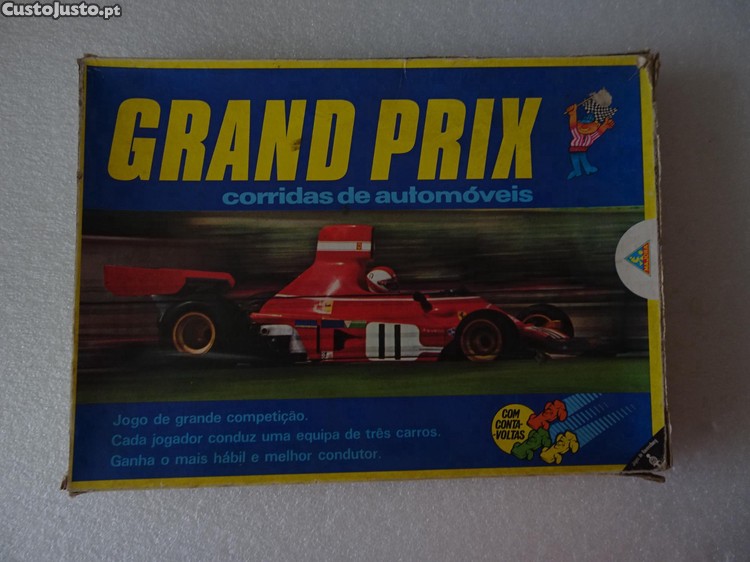 CustoJusto.pt
GRAND PRIX
corridas de automóveis
11
Jogo de grande competição.
Cada jogador conduz uma equipa de três carros.
Ganha o mais hábil e melhor condutor.
COM
CONTA-
-VOLTAS